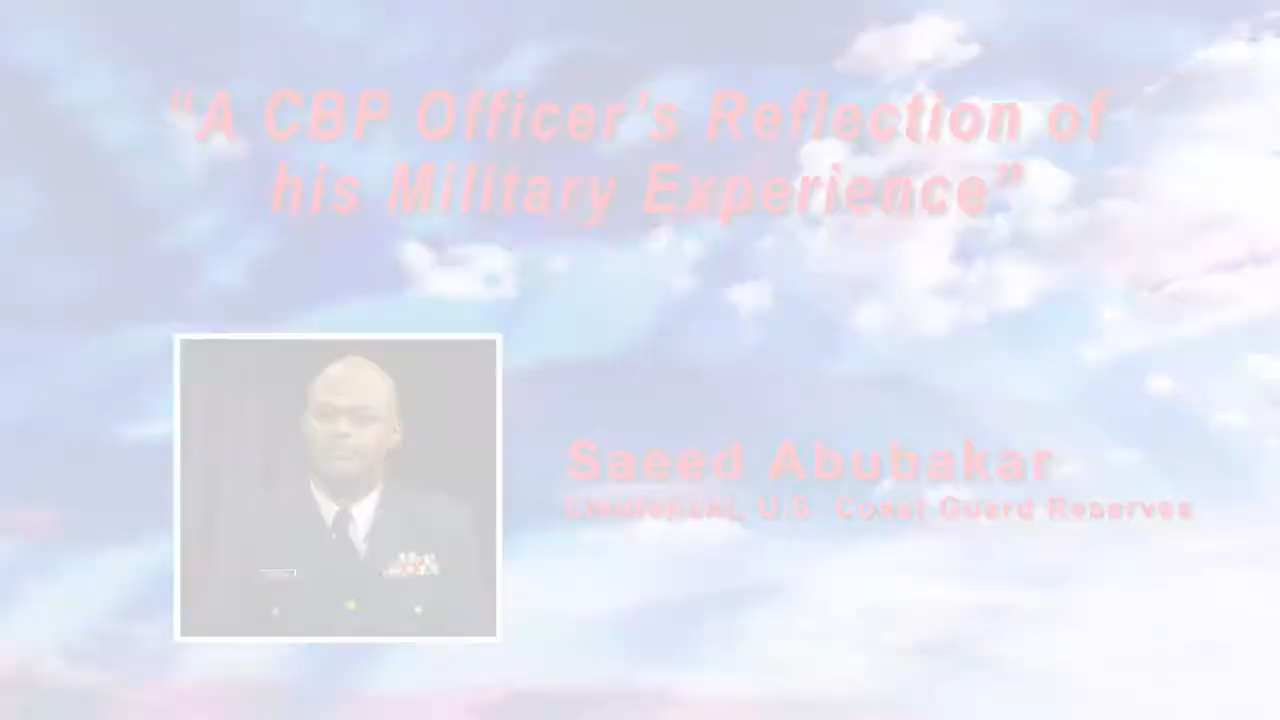 “A CBP Officer’s Reflection of
his Military Experience”
Saeed Abubakar
Lieutenant, U.S. Coast Guard Reserves